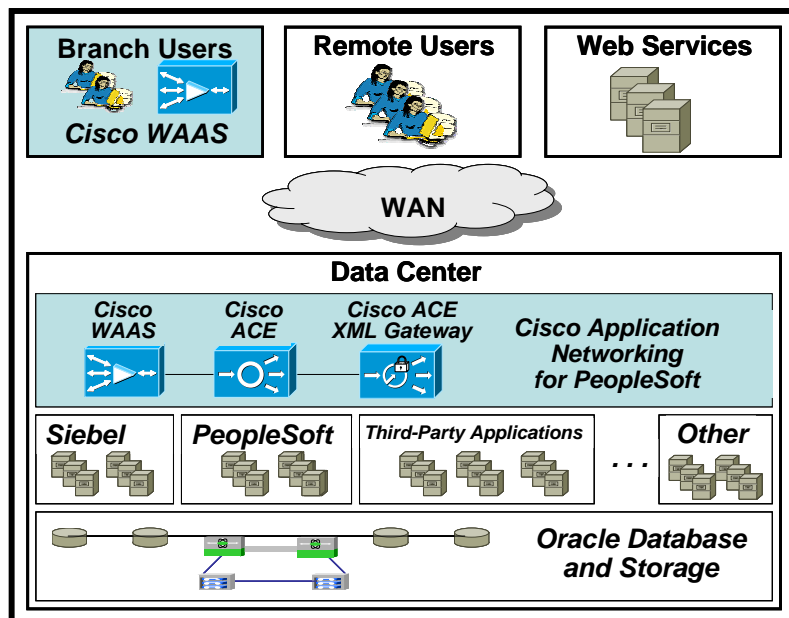 Branch Users
Cisco WAAS
Remote Users
Web Services
WAN
Data Center
Cisco
WAAS
Cisco
ACE
Cisco ACE
XML Gateway
Cisco Application
Networking
for PeopleSoft
Siebel
PeopleSoft
Third-Party Applications
. . .
Other
Oracle Database
and Storage